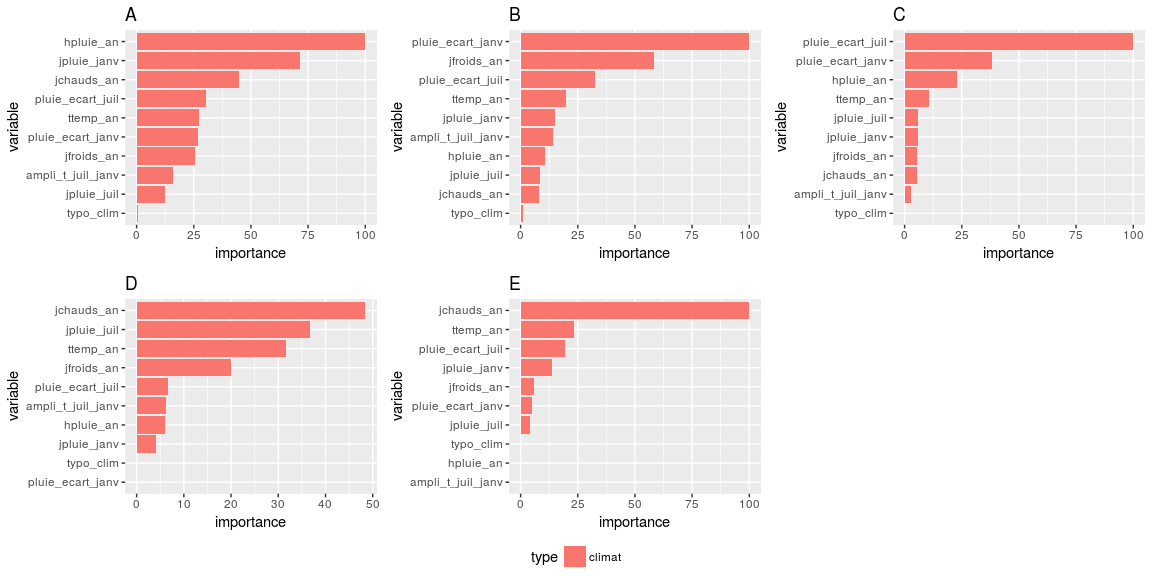 A
variable
hpluie_an
jpluie_janv
jchauds_an
pluie_ecart_juil
ttemp_an
pluie_ecart_janv
jfroids_an
ampli_t_juil_janv
jpluie_juil
typo_clim
0 25 50 75 100
importance
B
variable
pluie_ecart_janv
jfroids_an
pluie_ecart_juil
ttemp_an
jpluie_janv
ampli_t_juil_janv
hpluie_an
jpluie_juil
jchauds_an
typo_clim
0 25 50 75 100
importance
C
variable
pluie_ecart_juil
pluie_ecart_janv
hpluie_an
ttemp_an
jpluie_juil
jpluie_janv
jfroids_an
jchauds_an
ampli_t_juil_janv
typo_clim
0 25 50 75 100
importance
D
variable
jchauds_an
jpluie_juil
ttemp_an
jfroids_an
pluie_ecart_juil
ampli_t_juil_janv
hpluie_an
jpluie_janv
typo_clim
pluie_ecart_janv
0 10 20 30 40 50
importance
E
variable
jchauds_an
ttemp_an
pluie_ecart_juil
jpluie_janv
jfroids_an
pluie_ecart_janv
jpluie_juil
typo_clim
hpluie_an
ampli_t_juil_janv
0 25 50 75 100
importance
type climat